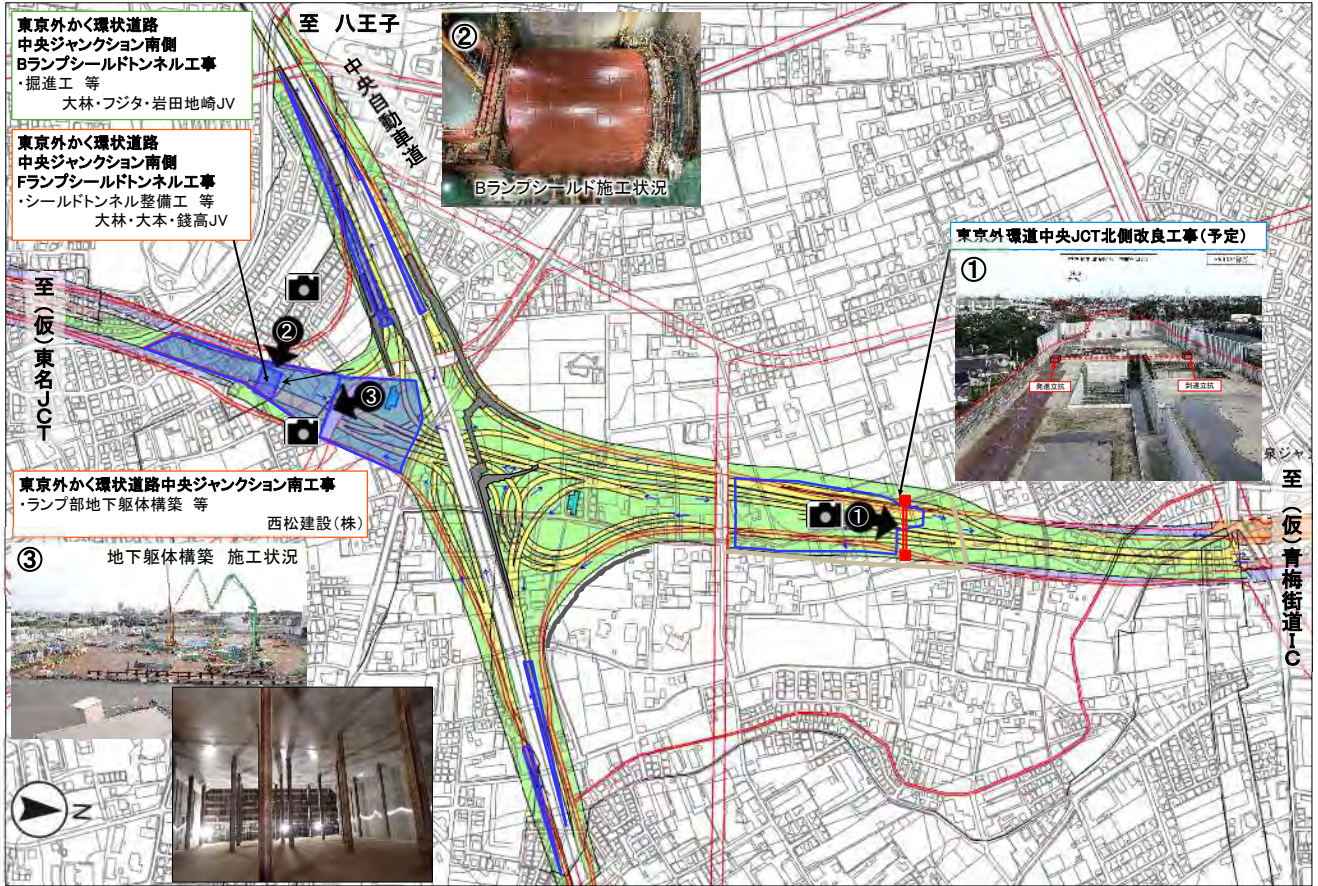 東京外かく環状道路
中央ジャンクション南側
Bランプシールドトンネル工事
・掘進工 等
大林・フジタ・岩田地崎JV
東京外かく環状道路
中央ジャンクション南側
Fランプシールドトンネル工事
・シールドトンネル整備工 等
大林・大本・錢高JV
至 八王子
中央自動車道
②
Bランプシールド施工状況
東京外環道中央JCT北側改良工事(予定)
①
発進立坑
到達立坑
至(仮)東名JCT
②
③
①
泉ジャ
至(仮)青梅街道IC
東京外かく環状道路中央ジャンクション南工事
・ランプ部地下躯体構築 等
西松建設(株)
③
地下躯体構築 施工状況
N